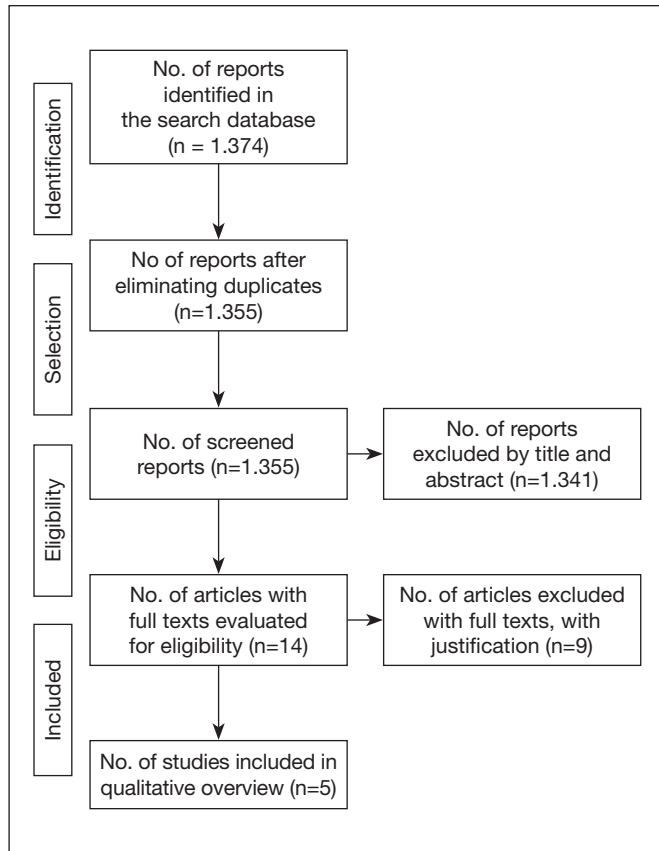 Identification
No. of reports
identified in
the search database
(n = 1.374)
Selection
No of reports after
eliminating duplicates
(n=1.355)
Eligibility
No. of screened
reports (n=1.355)
No. of reports
excluded by title and
abstract (n=1.341)
No. of articles with
full texts evaluated
for eligibility (n=14)
No. of articles excluded
with full texts, with
justification (n=9)
Included
No. of studies included in
qualitative overview (n=5)